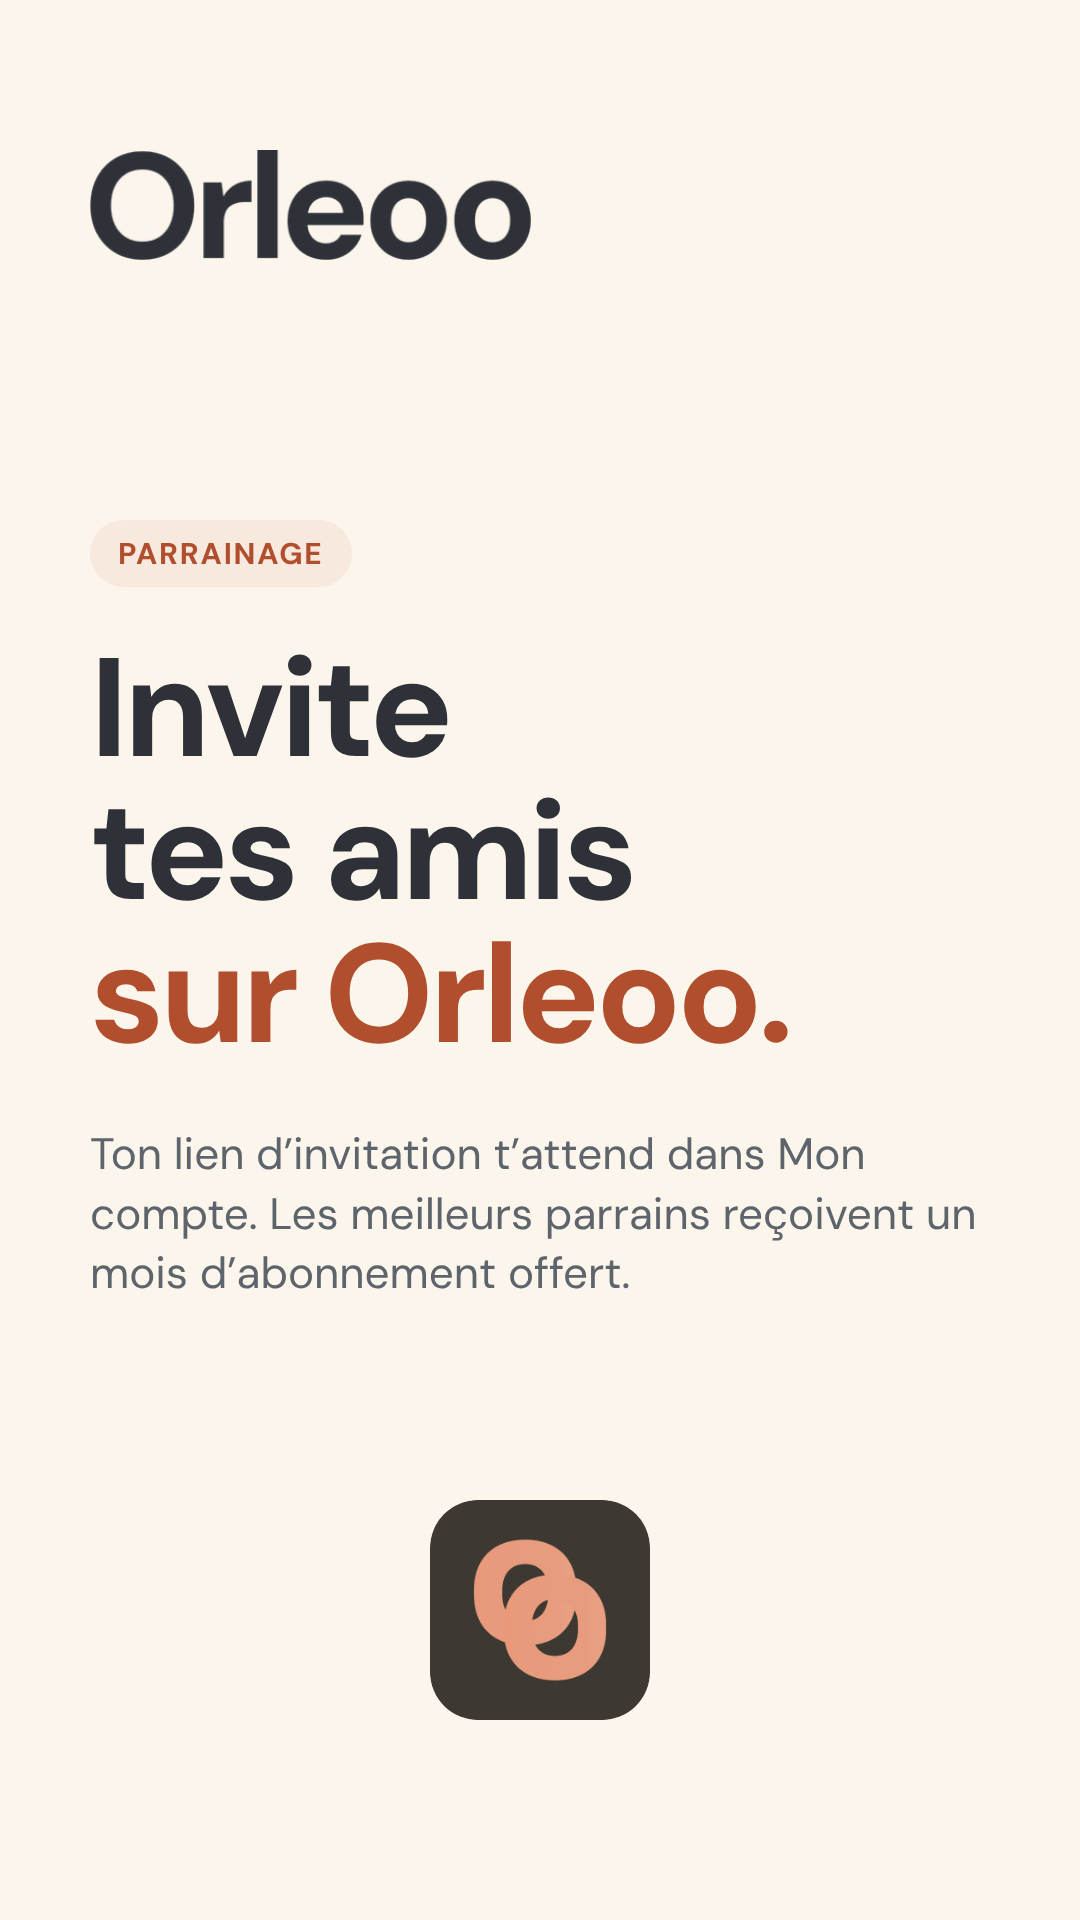 Orleoo
PARRAINAGE
Invite
tes amis
sur Orleoo.
Ton lien d’invitation t’attend dans Mon
compte. Les meilleurs parrains reçoivent un
mois d’abonnement offert.